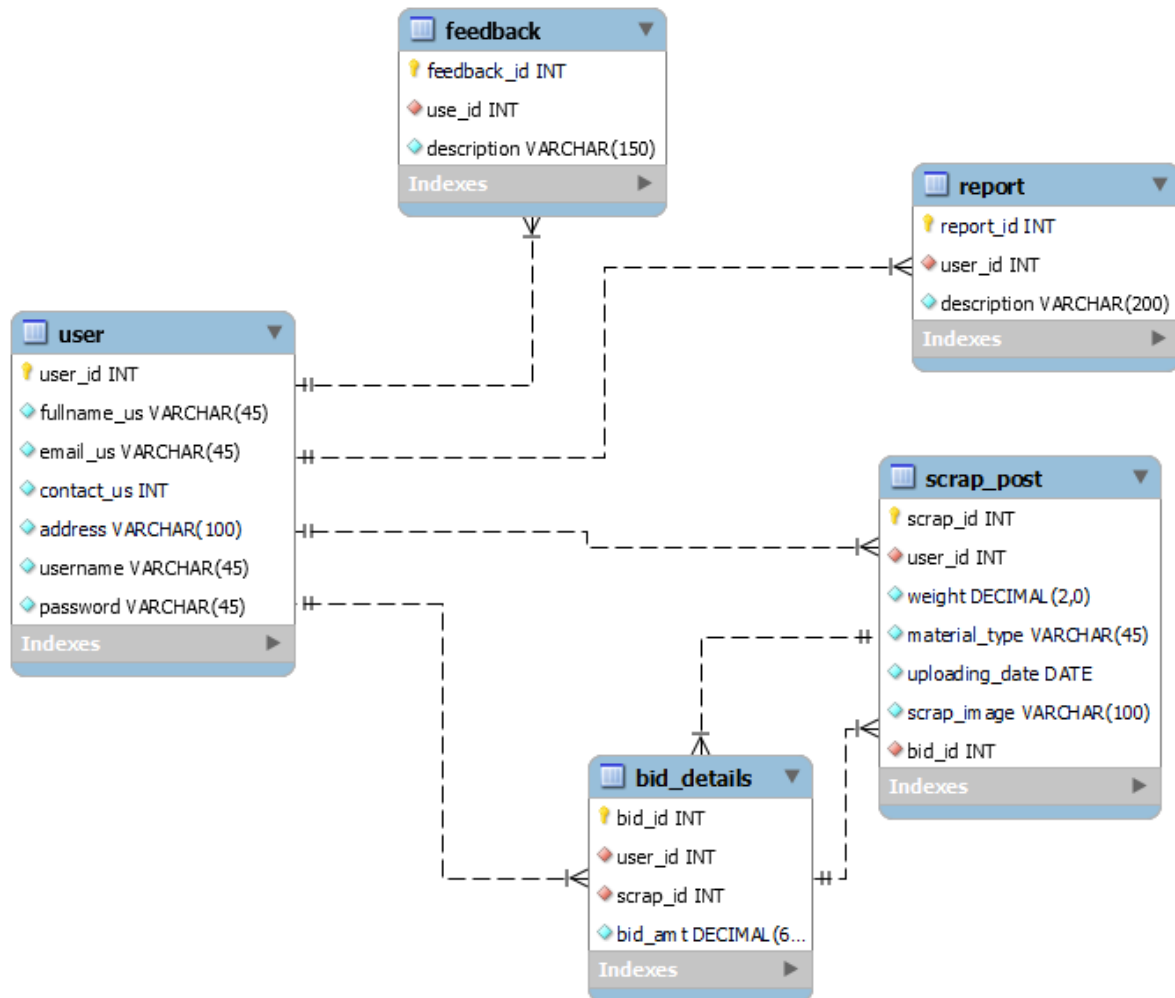 feedback
feedback_id INT
use_id INT
description VARCHAR(150)
Indexes
report
report_id INT
user_id INT
description VARCHAR(200)
Indexes
user
user_id INT
fullname_us VARCHAR(45)
email_us VARCHAR(45)
contact_us INT
address VARCHAR(100)
username VARCHAR(45)
password VARCHAR(45)
Indexes
scrap_post
scrap_id INT
user_id INT
weight DECIMAL(2,0)
material_type VARCHAR(45)
uploading_date DATE
scrap_image VARCHAR(100)
bid_id INT
Indexes
bid_details
bid_id INT
user_id INT
scrap_id INT
bid_amt DECIMAL(6...
Indexes